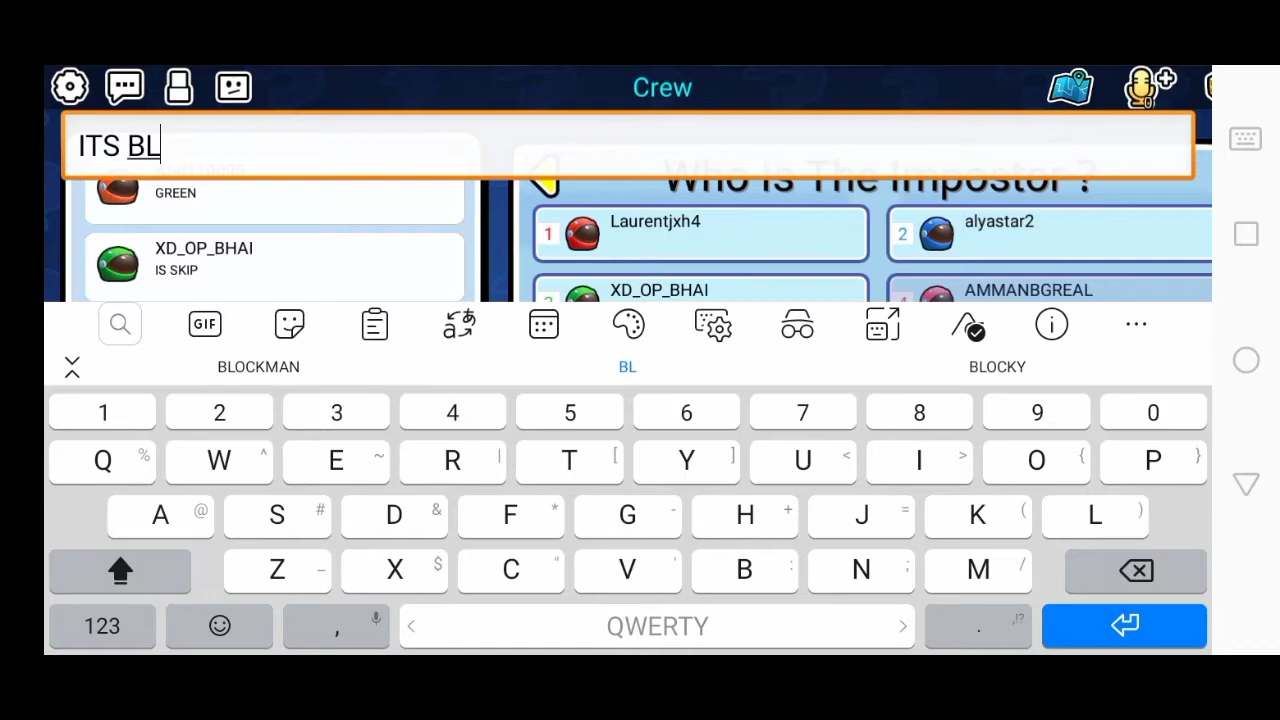 Crew
ITS BL
GREEN
Who Is The Impostor ?
1 Laurentjxh4
2 alyastar2
XD_OP_BHAI
IS SKIP
XD_OP_BHAI
AMMANBGREAL
GIF
BLOCKMAN BL BLOCKY
1 2 3 4 5 6 7 8 9 0
Q % W ^ E ~ R | T [ Y ] U < I > O { P }
A @ S # D & F * G - H + J = K ( L )
Z _ X $ C " V ' B : N ; M /
123 , < QWERTY > . ,!?